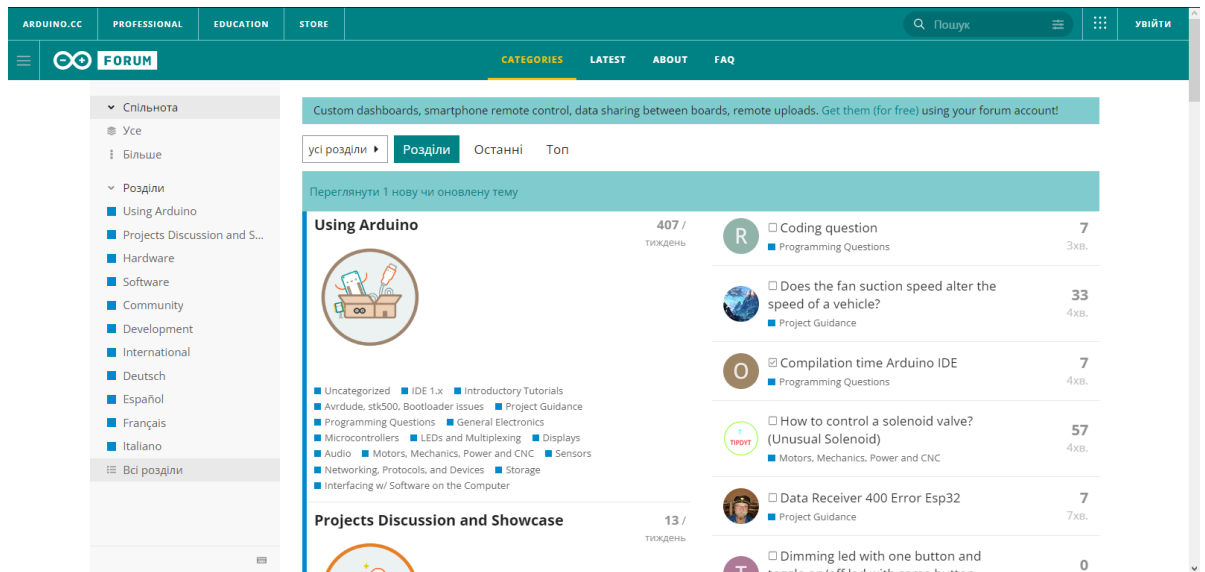 ARDUINO.CC PROFESSIONAL EDUCATION STORE Пошук УВІЙТИ
FORUM CATEGORIES LATEST ABOUT FAQ
Спільнота
Усе
Більше
Розділи
Using Arduino
Projects Discussion and S...
Hardware
Software
Community
Development
International
Deutsch
Español
Français
Italiano
Всі розділи
Custom dashboards, smartphone remote control, data sharing between boards, remote uploads. Get them (for free) using your forum account!
усі розділи Розділи Останні Топ
Переглянути 1 нову чи оновлену тему
Using Arduino 407 /
тиждень
Uncategorized IDE 1.x Introductory Tutorials
Avrdude, stk500, Bootloader issues Project Guidance
Programming Questions General Electronics
Microcontrollers LEDs and Multiplexing Displays
Audio Motors, Mechanics, Power and CNC Sensors
Networking, Protocols, and Devices Storage
Interfacing w/ Software on the Computer
Projects Discussion and Showcase 13 /
тиждень
R Coding question 7
Programming Questions 3хв.
Does the fan suction speed alter the
speed of a vehicle? 33
Project Guidance 4хв.
O Compilation time Arduino IDE 7
Programming Questions 4хв.
How to control a solenoid valve?
TIPDYT (Unusual Solenoid) 57
Motors, Mechanics, Power and CNC 4хв.
Data Receiver 400 Error Esp32 7
Project Guidance 7хв.
Dimming led with one button and
T 0